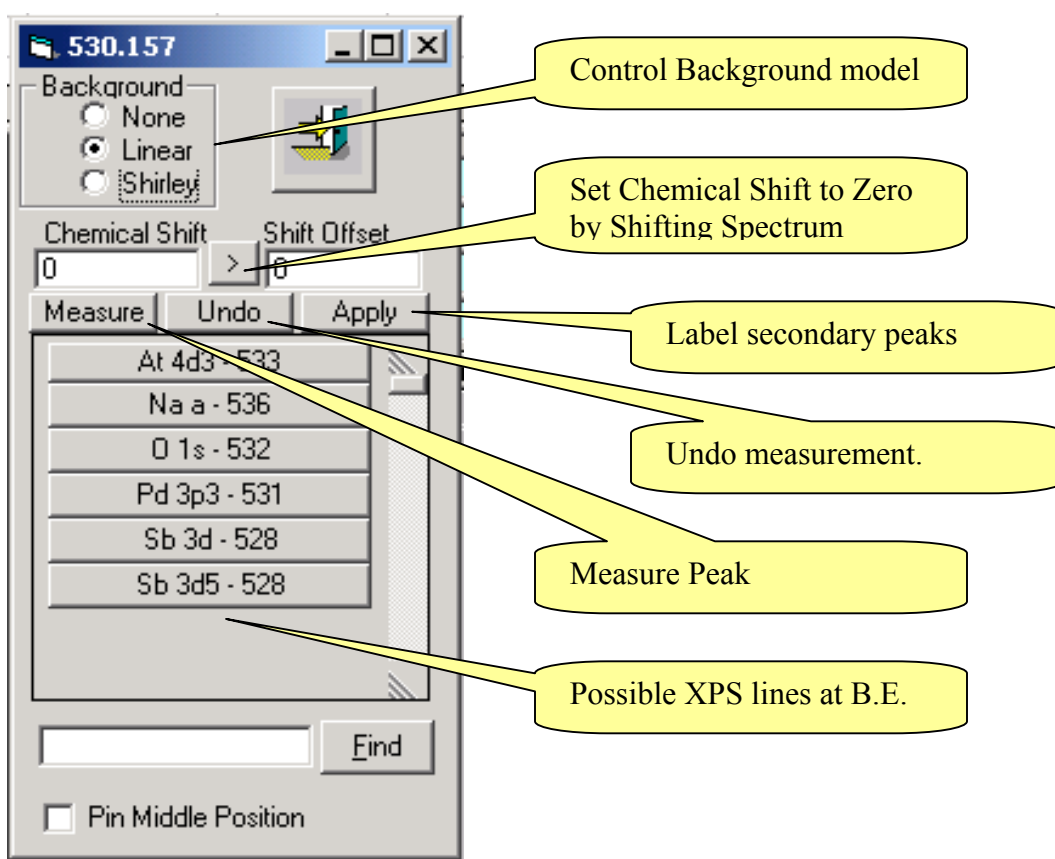 530.157
Background
None
Linear
Shirley
Chemical Shift
Shift Offset
0
>
0
Measure
Undo
Apply
At 4d3 - 533
Na a - 536
O 1s - 532
Pd 3p3 - 531
Sb 3d - 528
Sb 3d5 - 528
Find
Pin Middle Position
Control Background model
Set Chemical Shift to Zero
by Shifting Spectrum
Label secondary peaks
Undo measurement.
Measure Peak
Possible XPS lines at B.E.